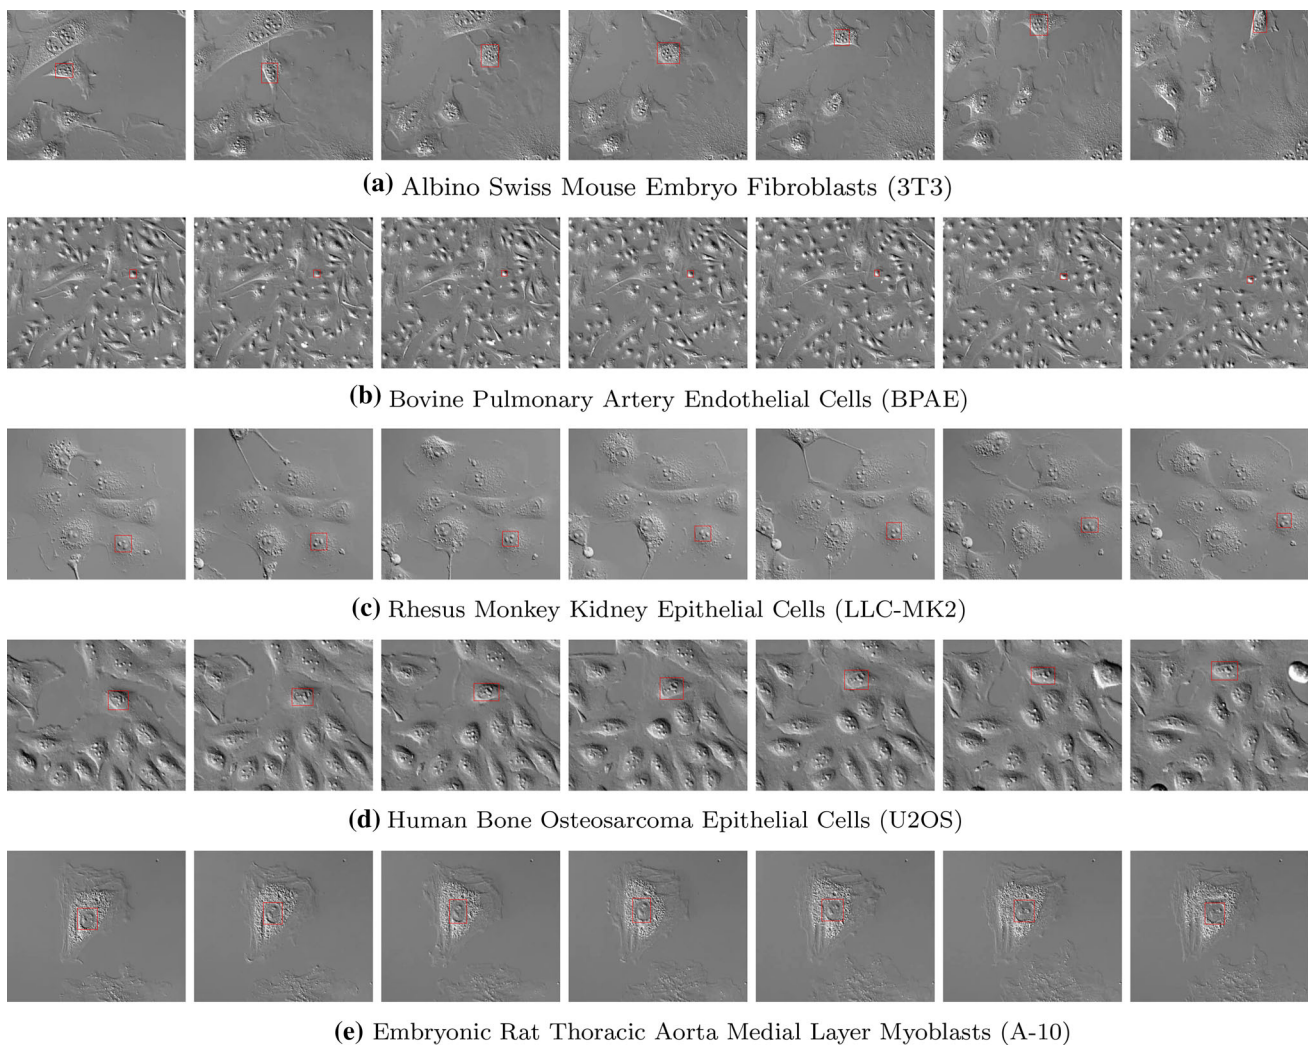 (a) Albino Swiss Mouse Embryo Fibroblasts (3T3)
(b) Bovine Pulmonary Artery Endothelial Cells (BPAE)
(c) Rhesus Monkey Kidney Epithelial Cells (LLC-MK2)
(d) Human Bone Osteosarcoma Epithelial Cells (U2OS)
(e) Embryonic Rat Thoracic Aorta Medial Layer Myoblasts (A-10)